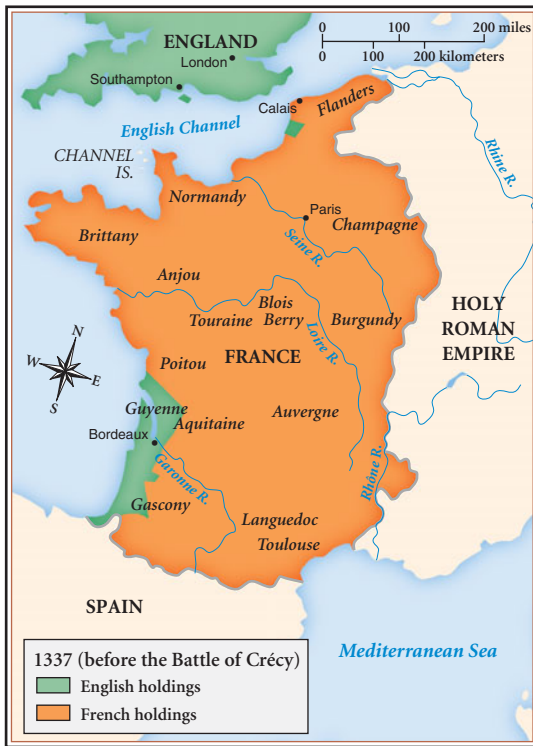 0 100 200 miles
0 100 200 kilometers
ENGLAND
London
Southampton
Calais
Flanders
English Channel
CHANNEL
IS.
Rhine R.
Normandy
Paris
Champagne
Seine R.
Brittany
Anjou
Blois
Touraine
Berry
Burgundy
Loire R.
HOLY
ROMAN
EMPIRE
N
W
E
S
FRANCE
Poitou
Guyenne
Aquitaine
Auvergne
Bordeaux
Garonne R.
Rhône R.
Gascony
Languedoc
Toulouse
SPAIN
Mediterranean Sea
1337 (before the Battle of Crécy)
English holdings
French holdings